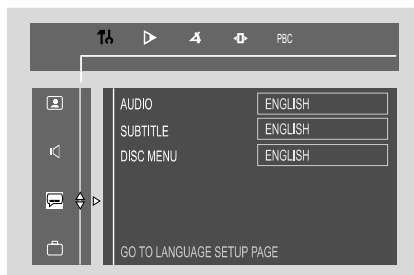 PBC
AUDIO ENGLISH
SUBTITLE ENGLISH
DISC MENU ENGLISH
GO TO LANGUAGE SETUP PAGE